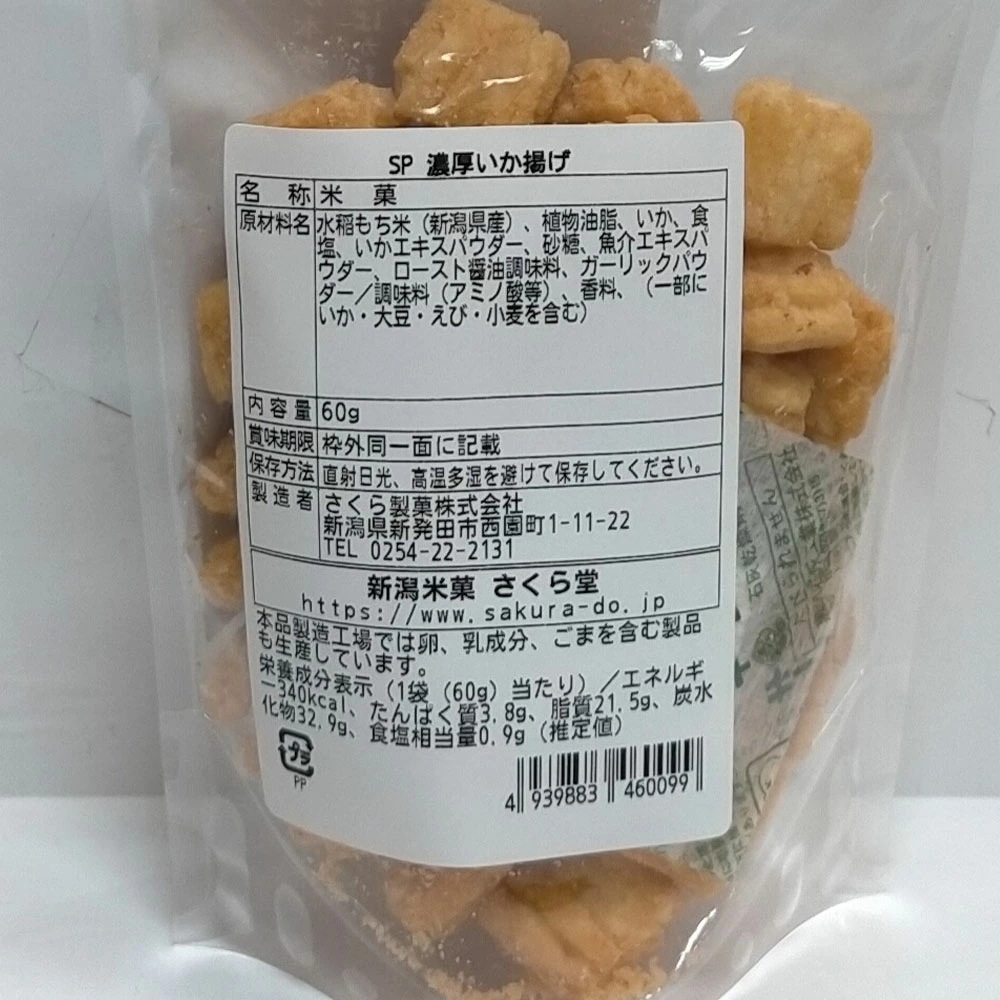 SP 濃厚いか揚げ
名 称 米 菓
原材料名 水稲もち米（新潟県産）、植物油脂、いか、食
塩、いかエキスパウダー、砂糖、魚介エキスパ
ウダー、ロースト醤油調味料、ガーリックパウ
ダー／調味料（アミノ酸等）、香料、（一部に
いか・大豆・えび・小麦を含む）
内容量 60g
賞味期限 枠外同一面に記載
保存方法 直射日光、高温多湿を避けて保存してください。
製造者 さくら製菓株式会社
新潟県新発田市西園町1-11-22
TEL 0254-22-2131
新潟米菓 さくら堂
https://www.sakura-do.jp
本品製造工場では卵、乳成分、ごまを含む製品
も生産しています。
栄養成分表示（1袋（60g）当たり）／エネルギ
ー340kcal、たんぱく質3.8g、脂質21.5g、炭水
化物32.9g、食塩相当量0.9g（推定値）
プラ
PP
4 939883 460099
たべられません